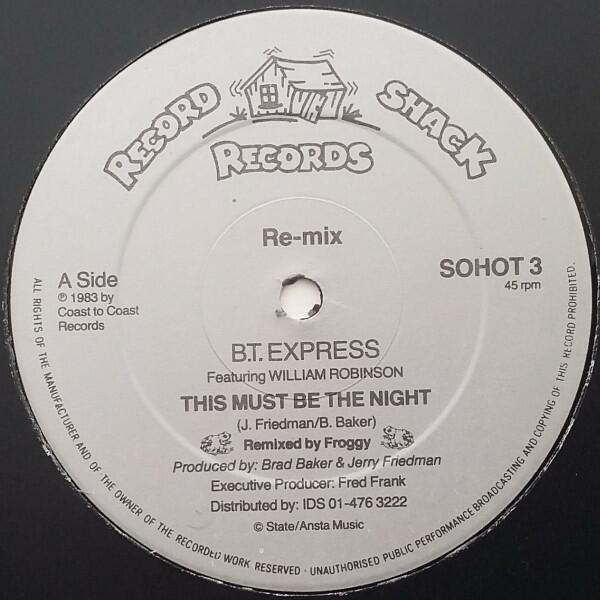 RECORD SHACK
RECORDS
Re-mix
A Side
℗ 1983 by
Coast to Coast
Records
SOHOT 3
45 rpm
B.T. EXPRESS
Featuring WILLIAM ROBINSON
THIS MUST BE THE NIGHT
(J. Friedman/B. Baker)
Remixed by Froggy
Produced by: Brad Baker & Jerry Friedman
Executive Producer: Fred Frank
Distributed by: IDS 01-476 3222
© State/Ansta Music
ALL RIGHTS OF THE MANUFACTURER AND OF THE OWNER OF THE RECORDED WORK RESERVED · UNAUTHORISED PUBLIC PERFORMANCE BROADCASTING AND COPYING OF THIS RECORD PROHIBITED.